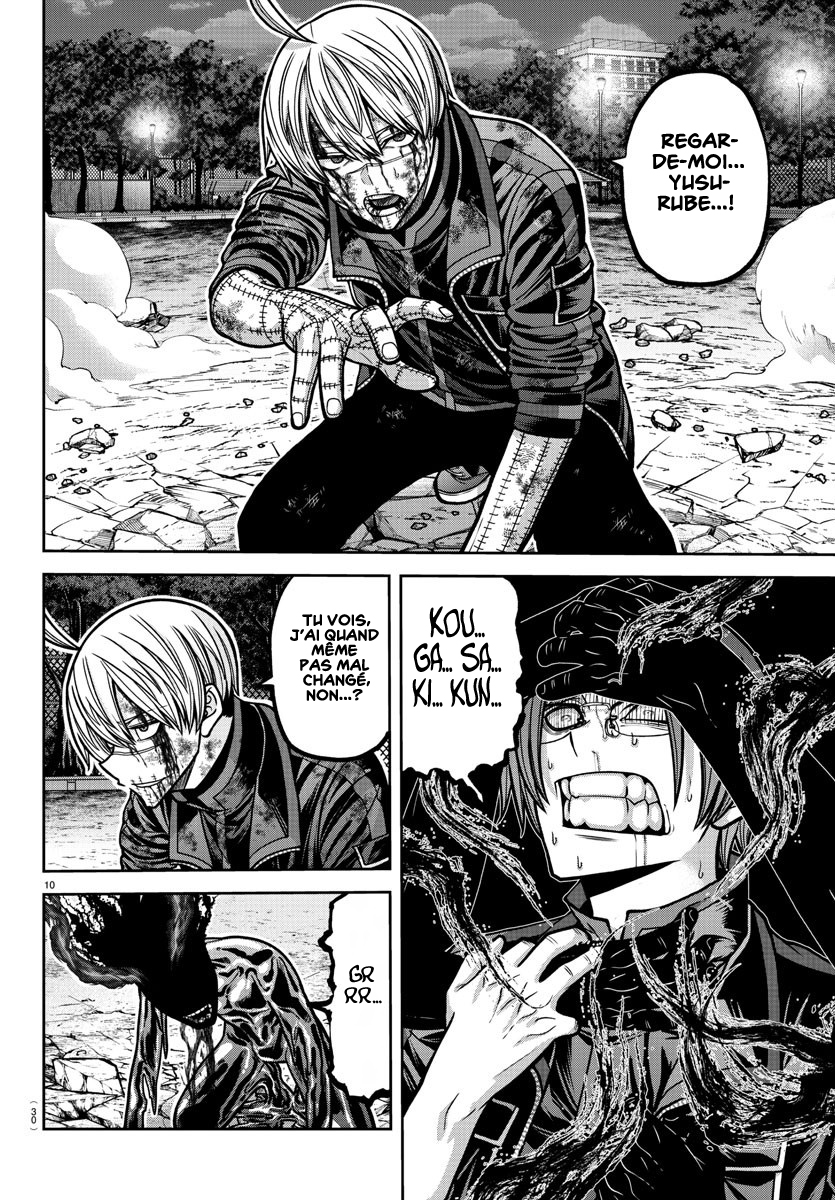 REGAR-
DE-MOI...
YUSU-
RUBE...!
KOU...
GA... SA...
KI... KUN...
TU VOIS,
J'AI QUAND
MÊME
PAS MAL
CHANGÉ,
NON...?
GR
RR...
10
(30)